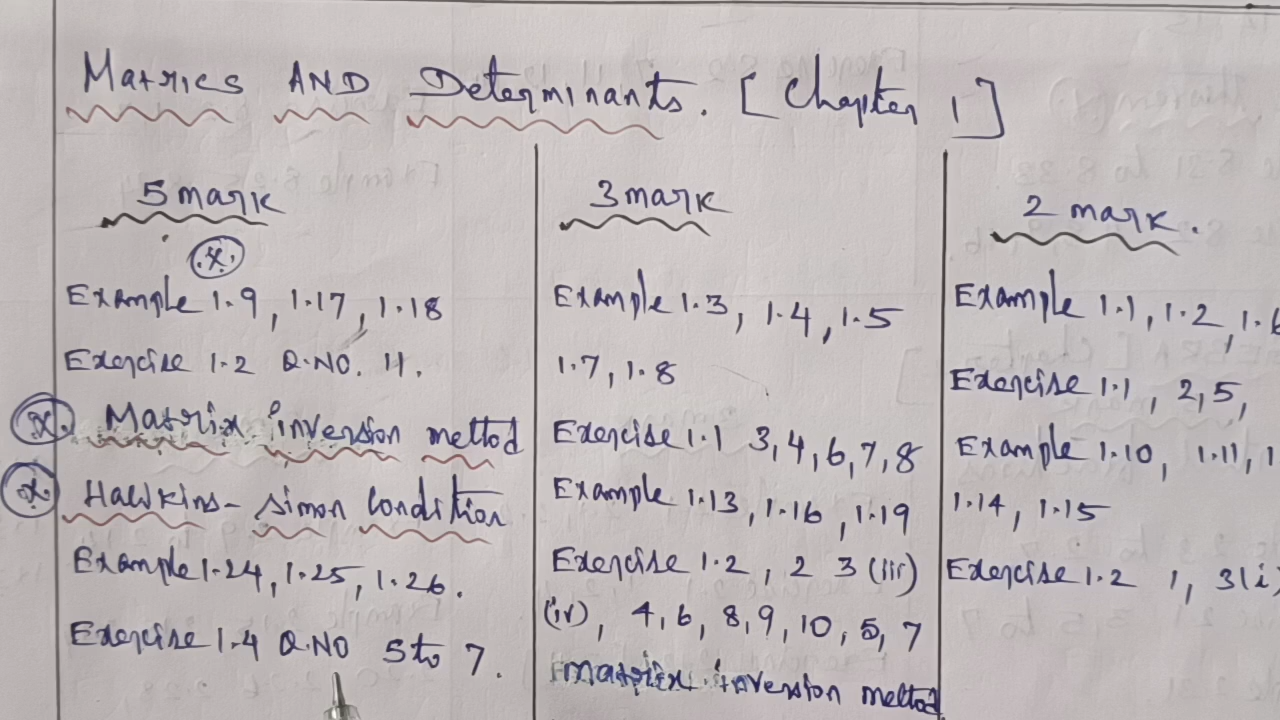 Matrics AND Determinants. [Chapter 1]
5 mark
Example 1.9, 1.17, 1.18
Exercise 1.2 Q.NO. 11.
Matrix inversion method
Hawkins - Simon Condition
Example 1.24, 1.25, 1.26.
Exercise 1.4 Q.NO 5 to 7.
3 mark
Example 1.3, 1.4, 1.5
1.7, 1.8
Exercise 1.1 3, 4, 6, 7, 8
Example 1.13, 1.16, 1.19
Exercise 1.2, 2 3 (iii)
(iv), 4, 6, 8, 9, 10, 5, 7
matrix inversion method
2 mark.
Example 1.1, 1.2, 1.6
Exercise 1.1, 2, 5,
Example 1.10, 1.11, 1
1.14, 1.15
Exercise 1.2 1, 3(i)